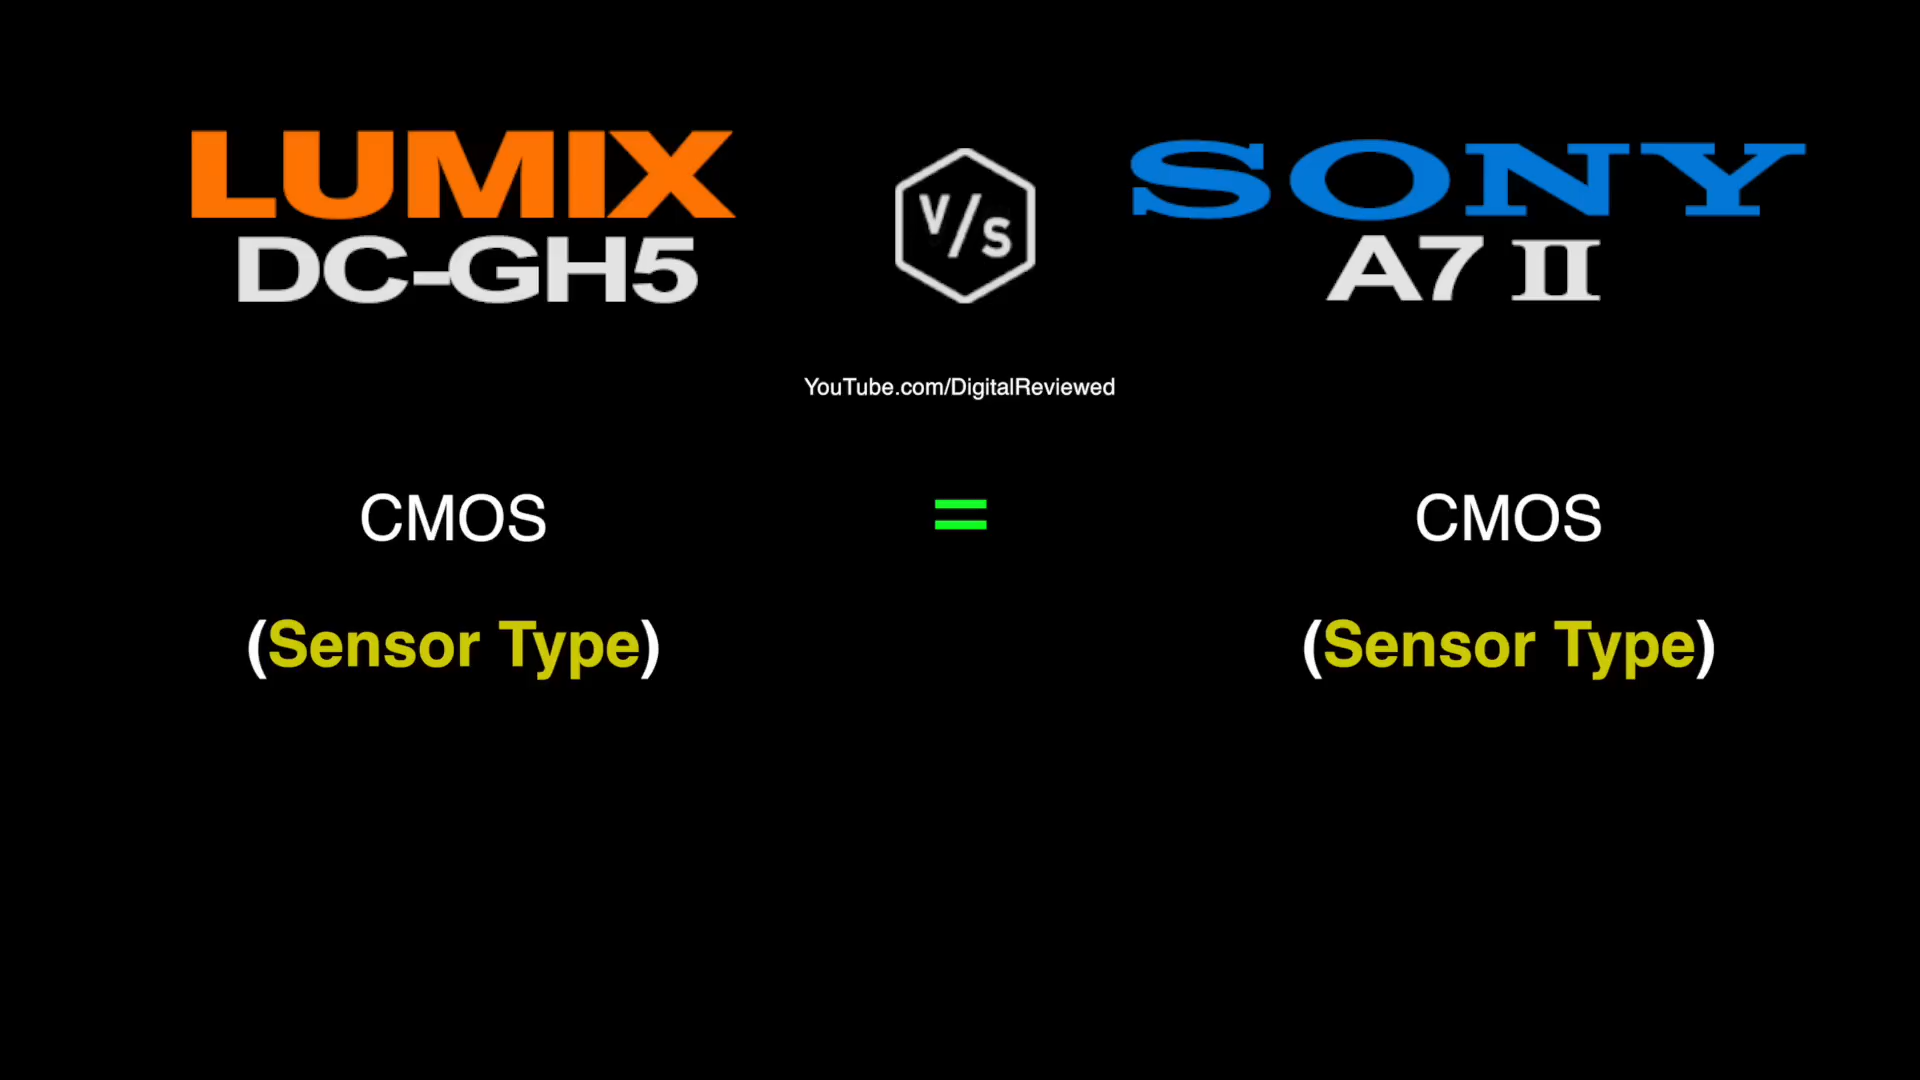 LUMIX
DC-GH5
V/S
SONY
A7 II
YouTube.com/DigitalReviewed
CMOS = CMOS
(Sensor Type) (Sensor Type)